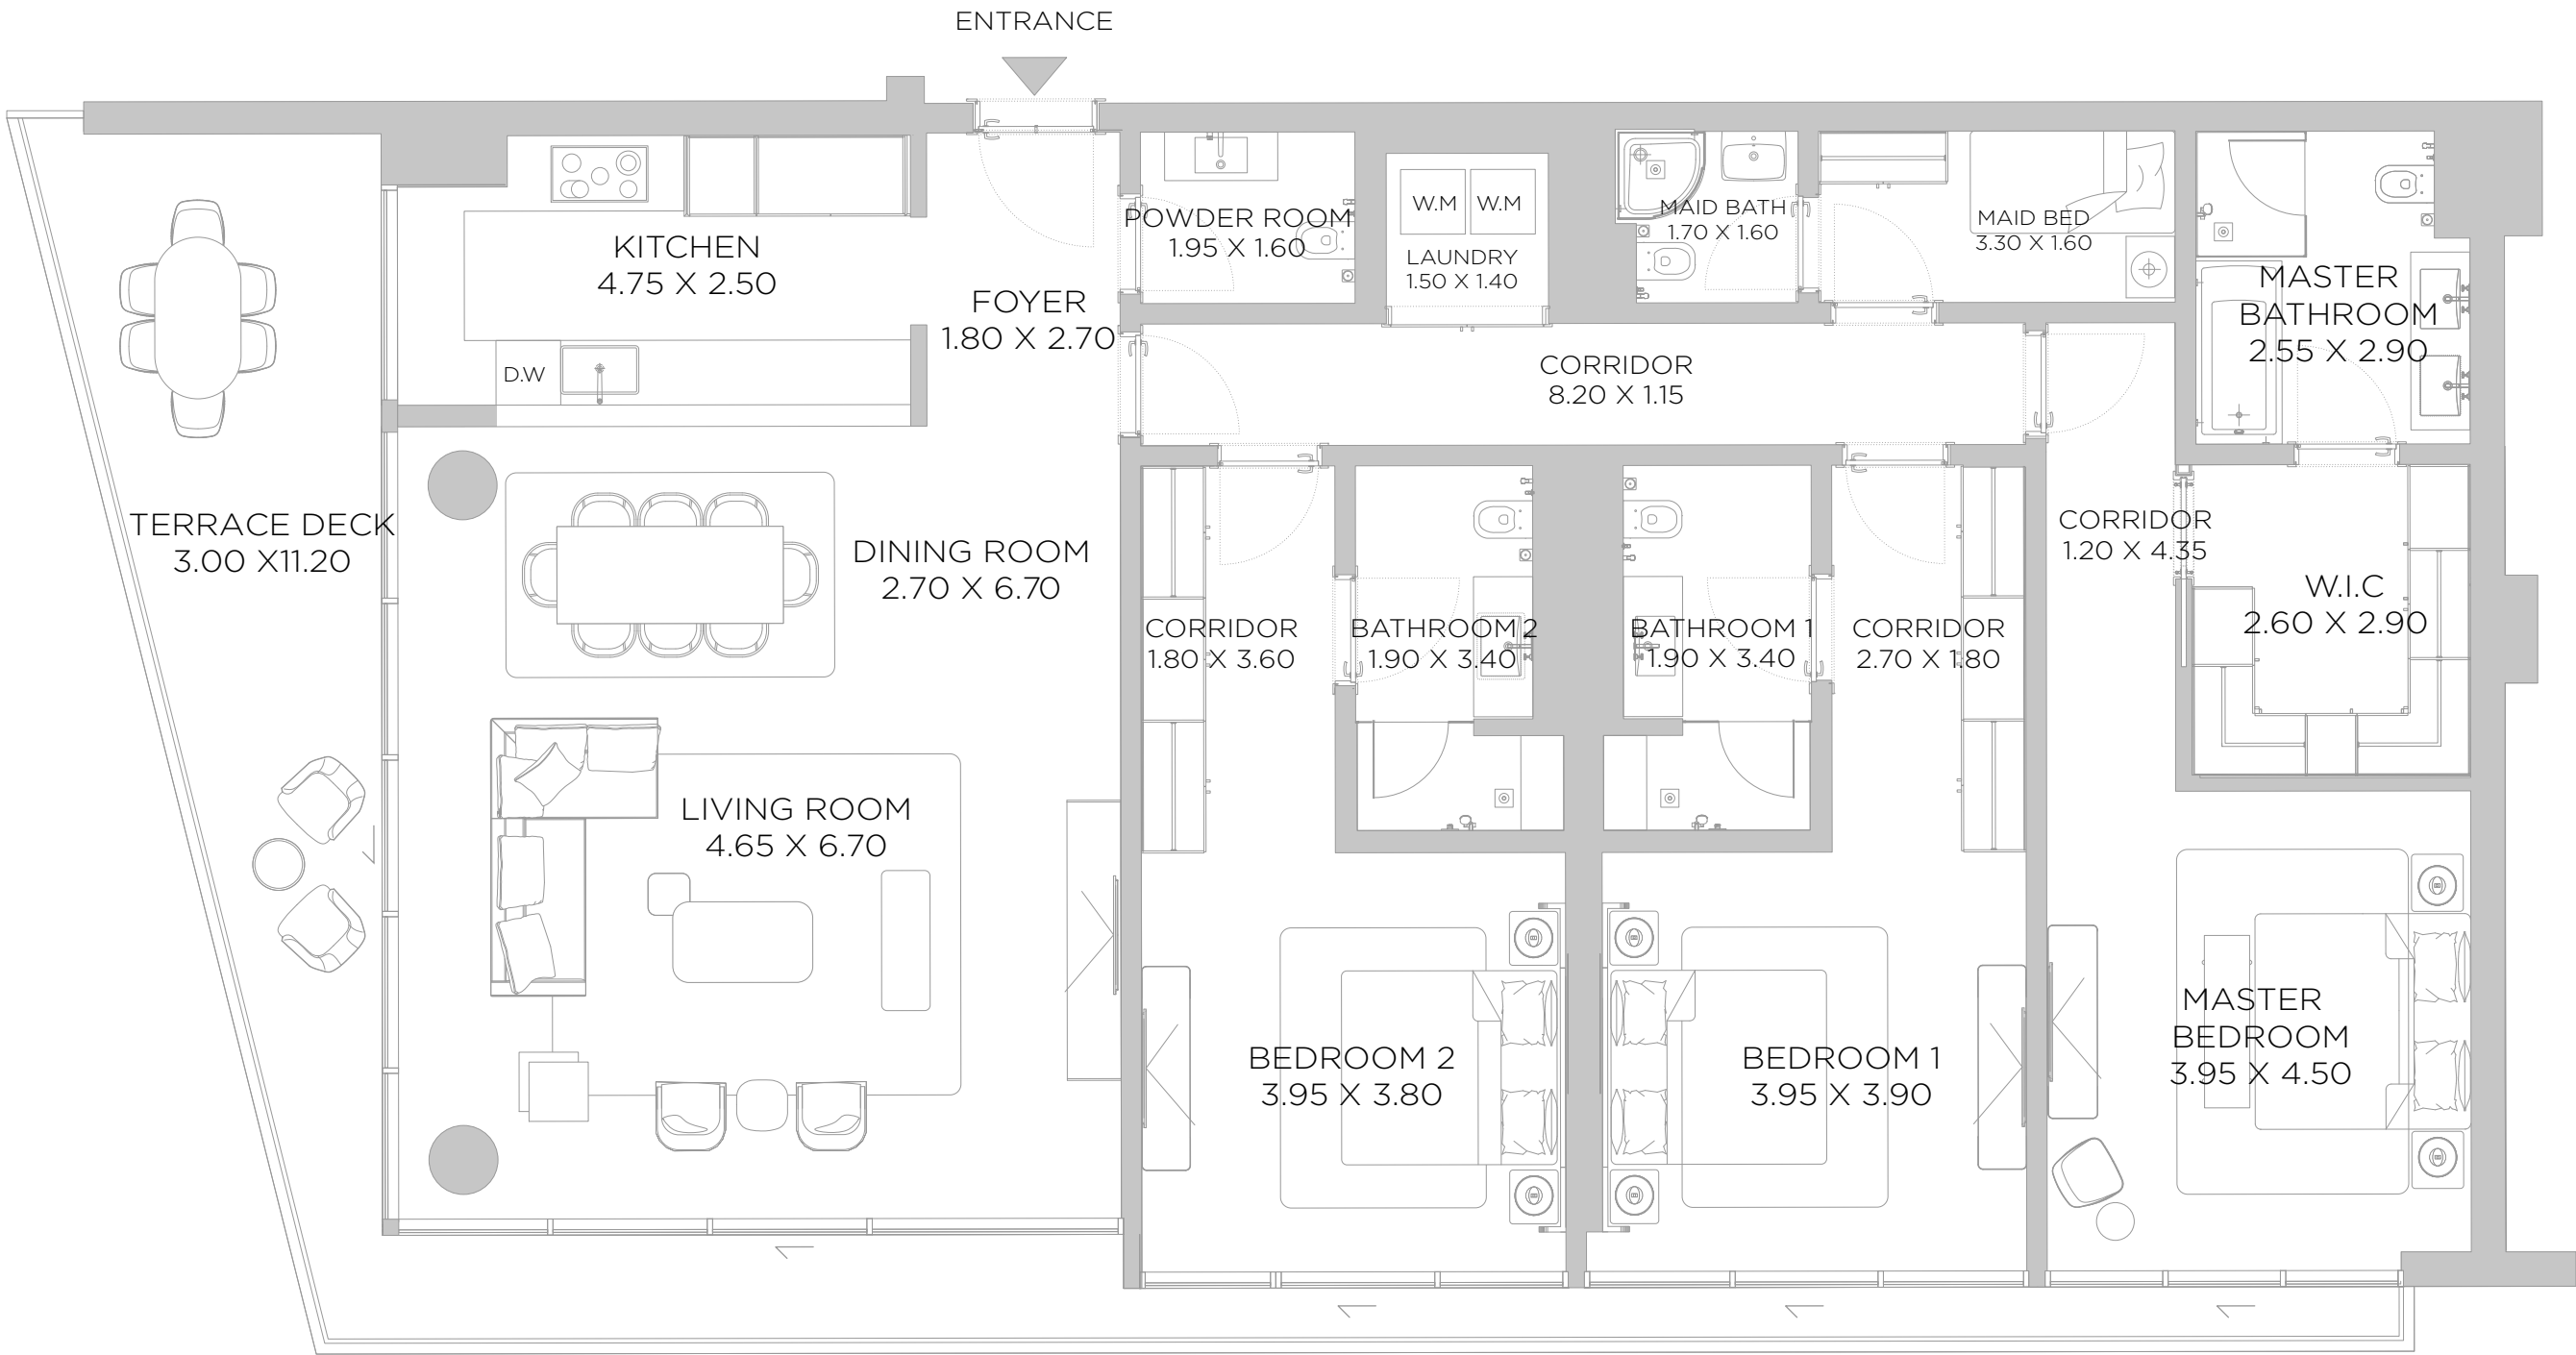 ENTRANCE
KITCHEN
4.75 X 2.50
D.W
FOYER
1.80 X 2.70
POWDER ROOM
1.95 X 1.60
W.M
W.M
LAUNDRY
1.50 X 1.40
MAID BATH
1.70 X 1.60
MAID BED
3.30 X 1.60
MASTER
BATHROOM
2.55 X 2.90
CORRIDOR
8.20 X 1.15
TERRACE DECK
3.00 X11.20
DINING ROOM
2.70 X 6.70
CORRIDOR
1.80 X 3.60
BATHROOM 2
1.90 X 3.40
BATHROOM 1
1.90 X 3.40
CORRIDOR
2.70 X 1.80
CORRIDOR
1.20 X 4.35
W.I.C
2.60 X 2.90
LIVING ROOM
4.65 X 6.70
BEDROOM 2
3.95 X 3.80
BEDROOM 1
3.95 X 3.90
MASTER
BEDROOM
3.95 X 4.50